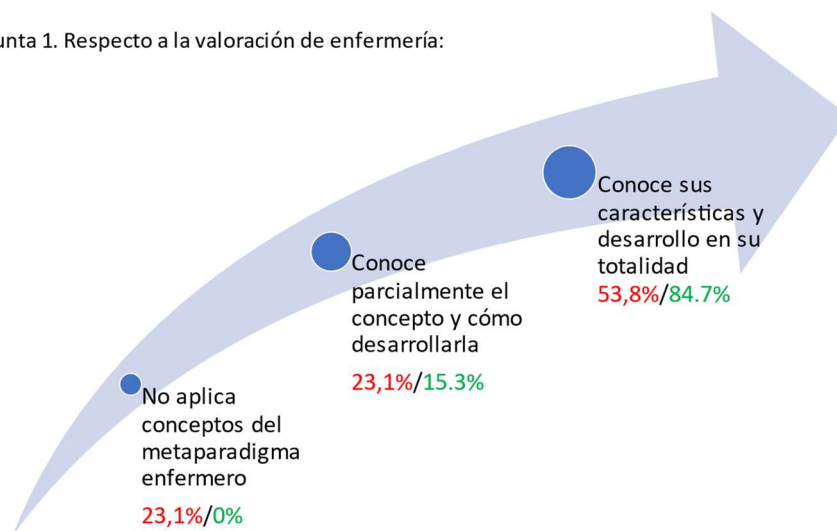 unta 1. Respecto a la valoración de enfermería:
Conoce sus
características y
desarrollo en su
totalidad
53,8%/84.7%
Conoce
parcialmente el
concepto y cómo
desarrollarla
23,1%/15.3%
No aplica
conceptos del
metaparadigma
enfermero
23,1%/0%